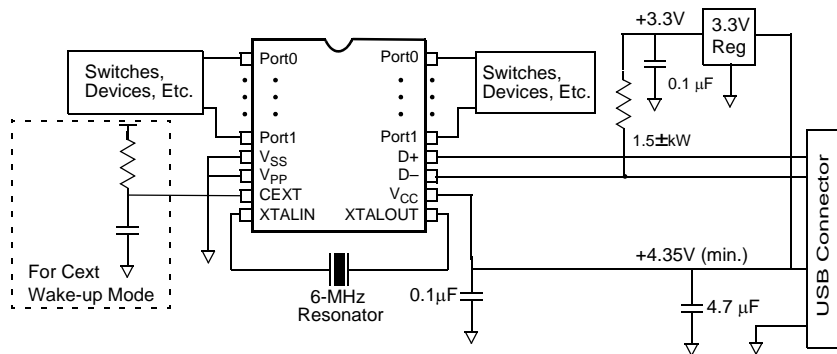 +3.3V
3.3V
Reg
0.1 μF
1.5±kW
Switches,
Devices, Etc.
Port0
Port1
VSS
VPP
CEXT
XTALIN
Port0
Port1
D+
D–
VCC
XTALOUT
Switches,
Devices, Etc.
For Cext
Wake-up Mode
6-MHz
Resonator
0.1μF
+4.35V (min.)
4.7 μF
USB Connector